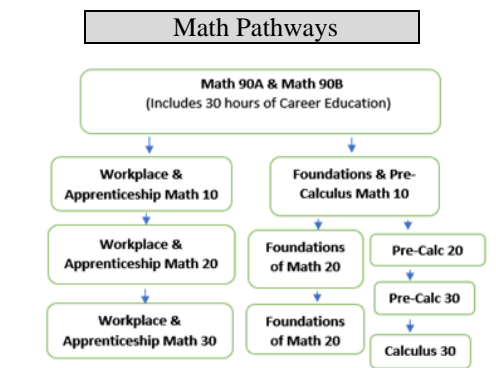 Math Pathways
Math 90A & Math 90B
(Includes 30 hours of Career Education)
Workplace &
Apprenticeship Math 10
Foundations & Pre-
Calculus Math 10
Workplace &
Apprenticeship Math 20
Foundations
of Math 20
Pre-Calc 20
Pre-Calc 30
Workplace &
Apprenticeship Math 30
Foundations
of Math 20
Calculus 30